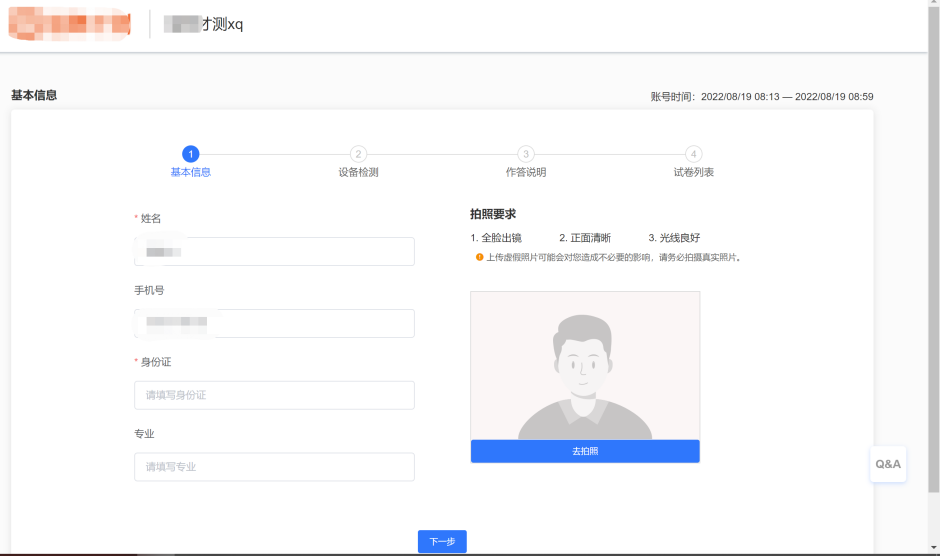 才测xq
基本信息
账号时间：2022/08/19 08:13 — 2022/08/19 08:59
1 2 3 4
基本信息 设备检测 作答说明 试卷列表
* 姓名
手机号
* 身份证
请填写身份证
专业
请填写专业
拍照要求
1. 全脸出镜 2. 正面清晰 3. 光线良好
上传虚假照片可能会对您造成不必要的影响，请务必拍摄真实照片。
去拍照
Q&A
下一步